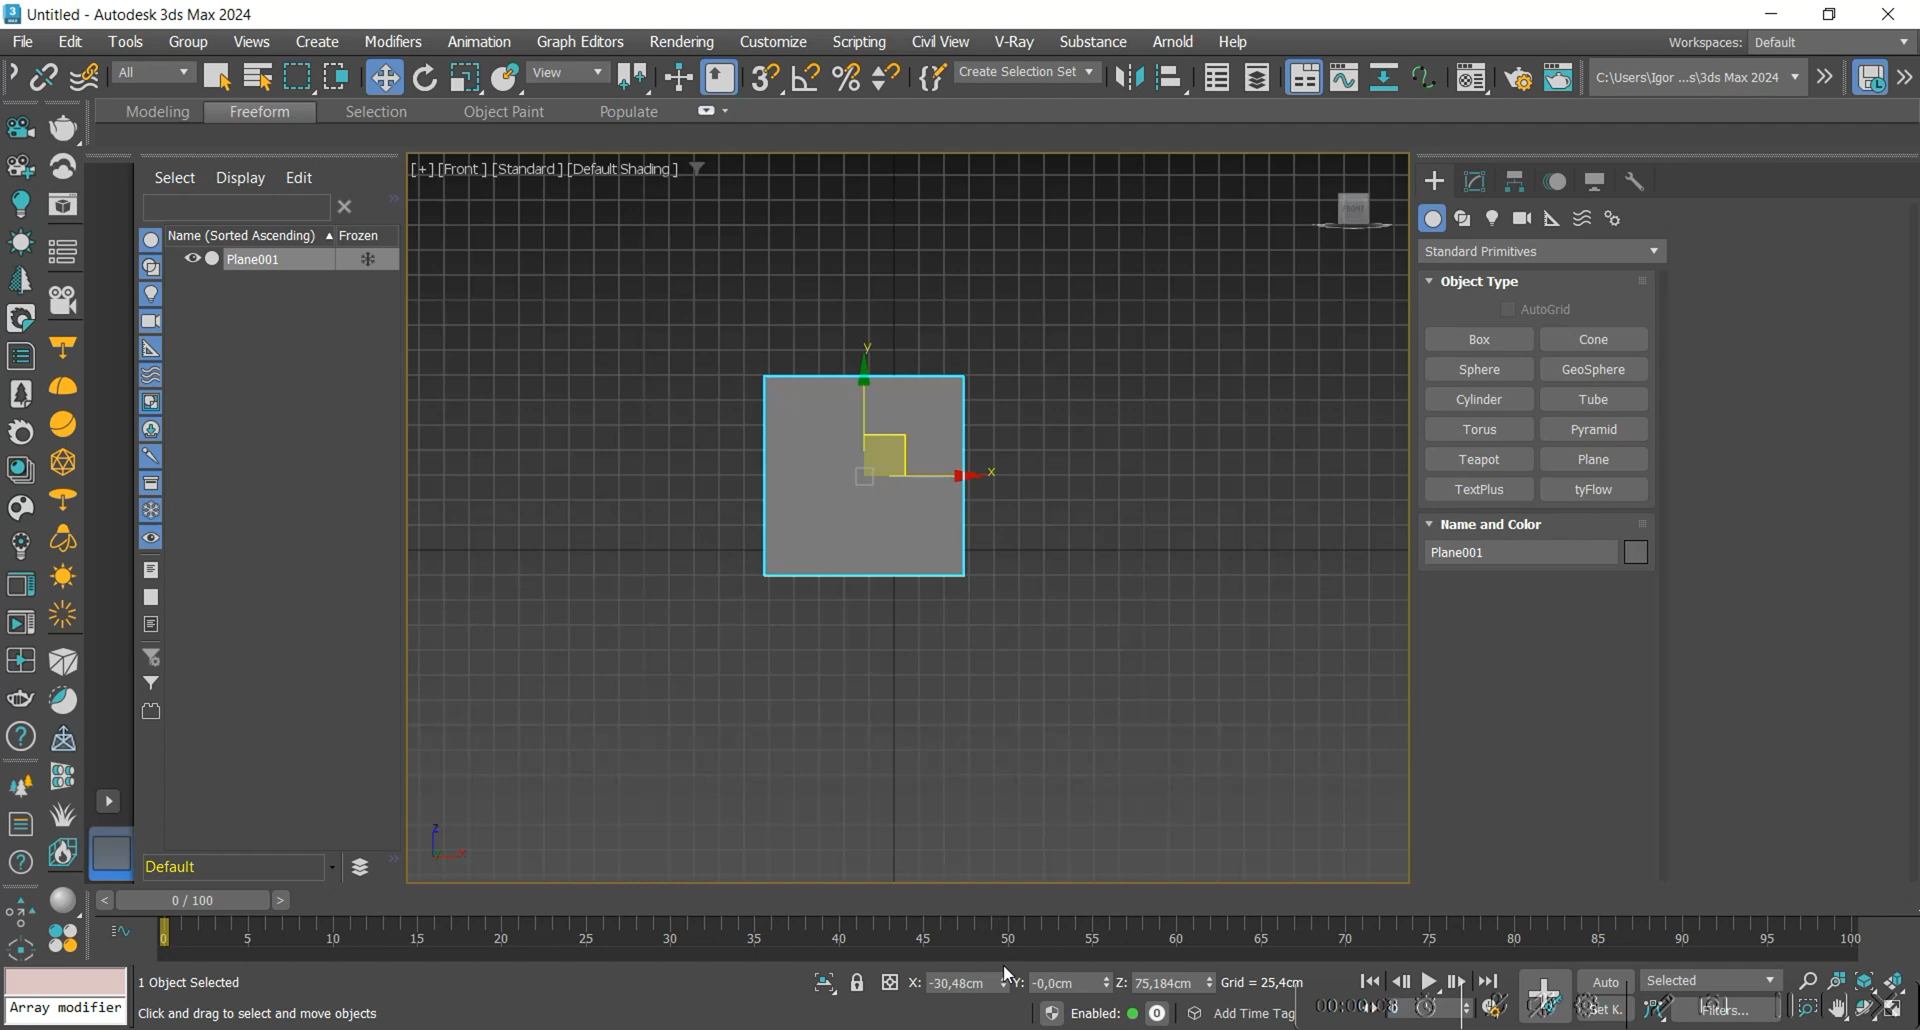 Untitled - Autodesk 3ds Max 2024
File Edit Tools Group Views Create Modifiers Animation Graph Editors Rendering Customize Scripting Civil View V-Ray Substance Arnold Help Workspaces: Default
All View Create Selection Set C:\Users\Igor ...s\3ds Max 2024
Modeling Freeform Selection Object Paint Populate
Select Display Edit
[+] [Front ] [Standard ] [Default Shading ]
FRONT
Name (Sorted Ascending) Frozen
Plane001
Standard Primitives
Object Type
AutoGrid
Box Cone
Sphere GeoSphere
Cylinder Tube
Torus Pyramid
Teapot Plane
TextPlus tyFlow
Name and Color
Plane001
y
x
z
x
Default
0 / 100
0 5 10 15 20 25 30 35 40 45 50 55 60 65 70 75 80 85 90 95 100
1 Object Selected X: -30,48cm Y: -0,0cm Z: 75,184cm Grid = 25,4cm Auto Selected
Array modifier Click and drag to select and move objects Enabled: 0 Add Time Tag Set K. Filters...